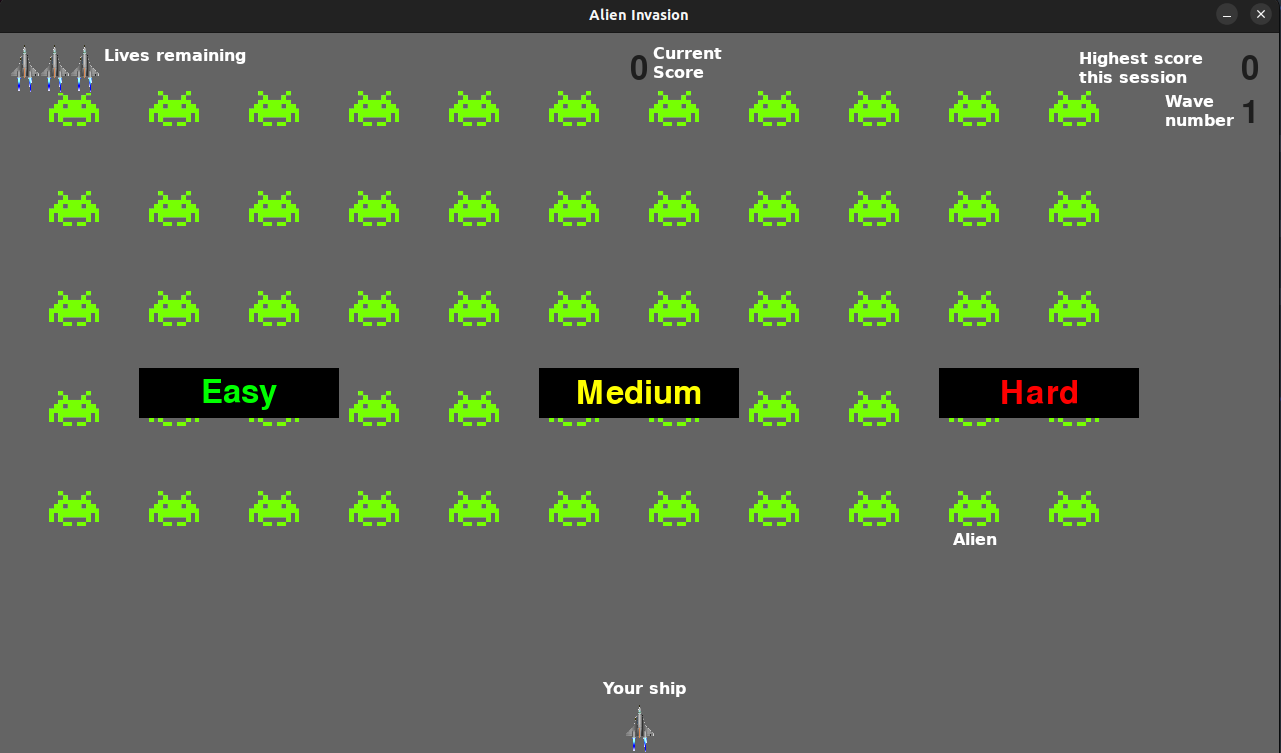 Alien Invasion
Lives remaining
0
Current
Score
Highest score
this session
0
Wave
number
1
Easy
Medium
Hard
Alien
Your ship